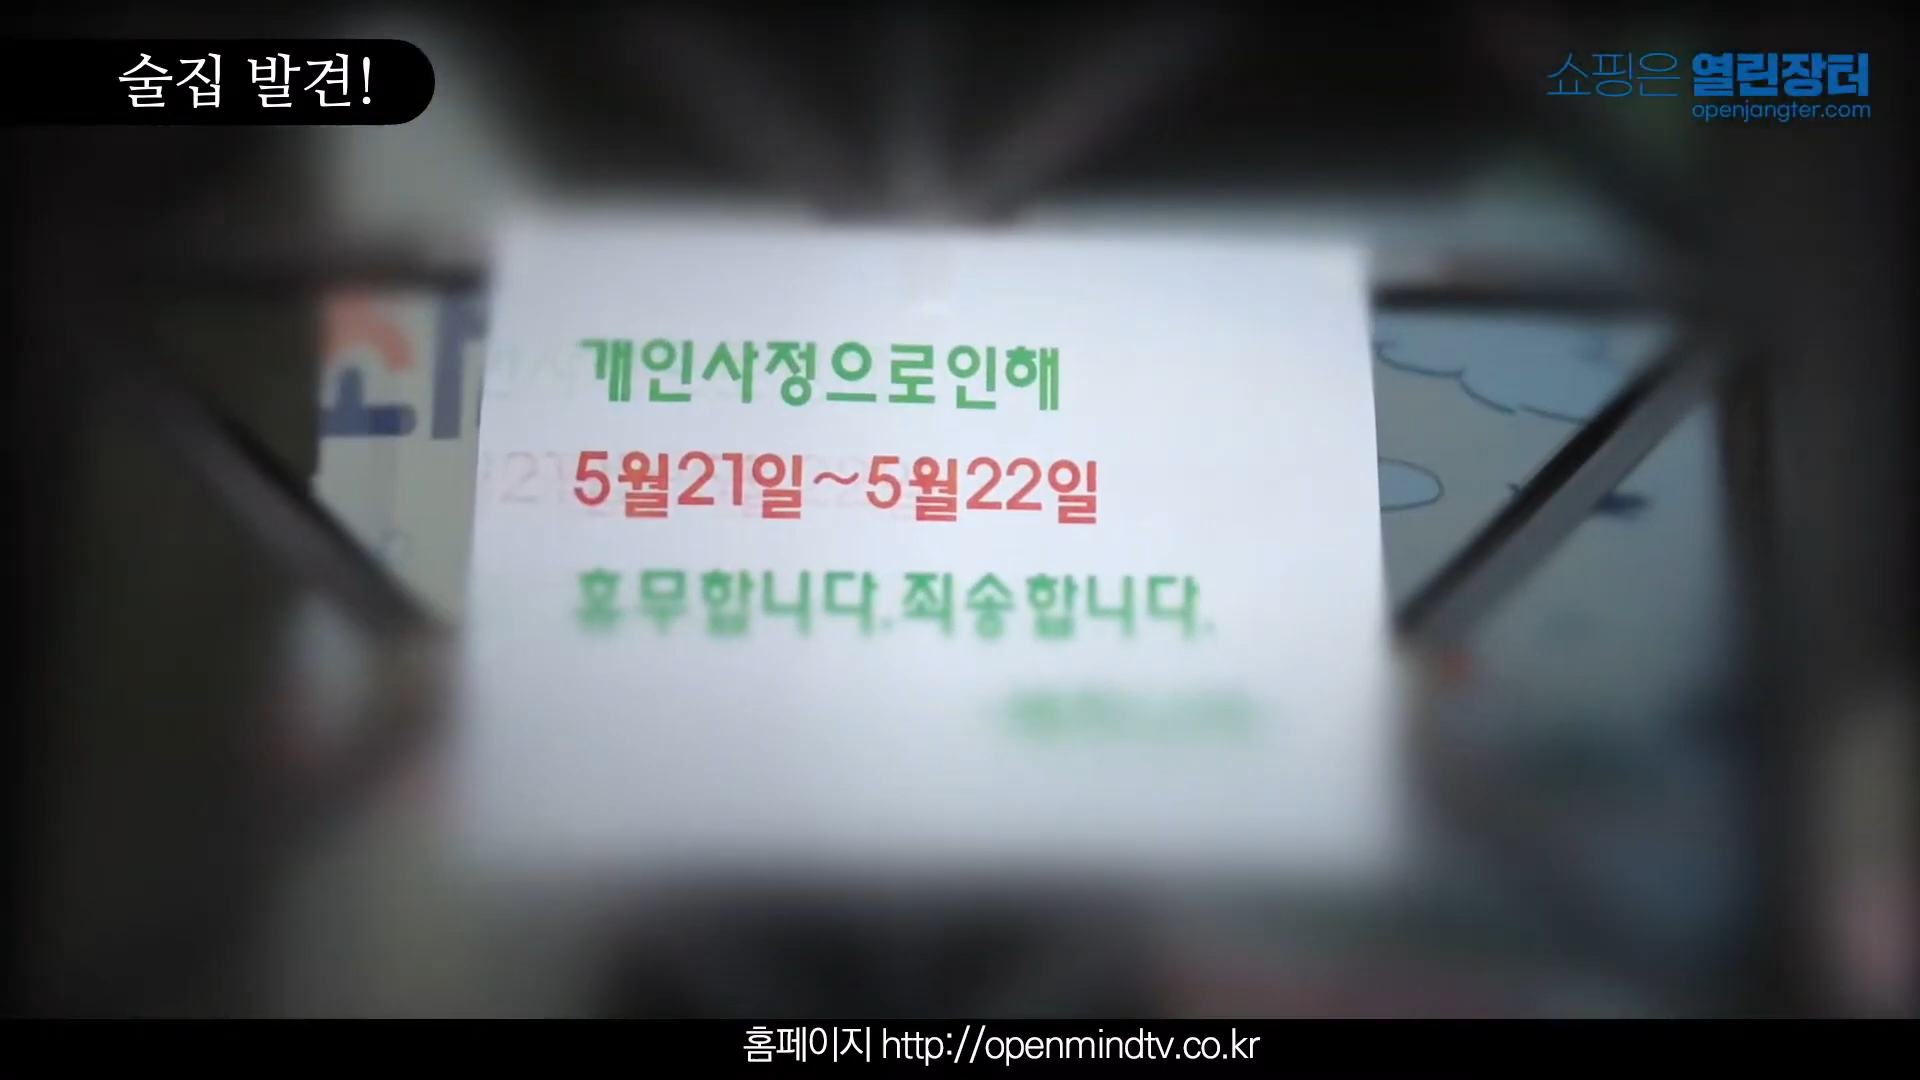 술집 발견!
쇼핑은 열린장터
openjangter.com
개인사정으로인해
5월21일~5월22일
휴무합니다.죄송합니다.
홈페이지 http://openmindtv.co.kr